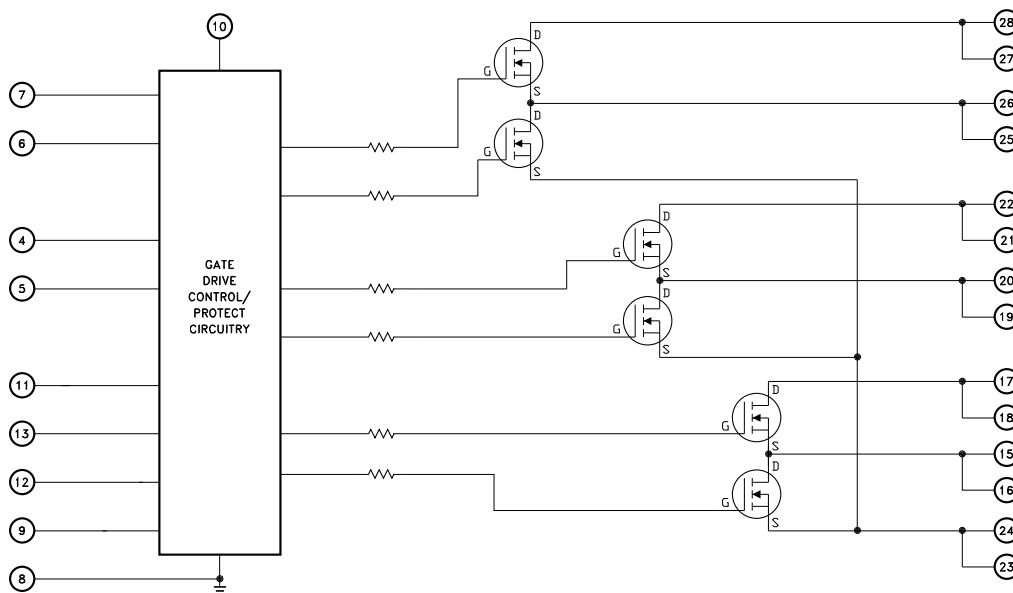 10
28
D
27
G
7
S
26
D
6
G
25
S
22
D
4
21
G
GATE
DRIVE
CONTROL/
PROTECT
CIRCUITRY
S
20
5
D
19
G
S
11
17
D
18
13
G
S
15
12
D
16
G
S
9
24
23
8